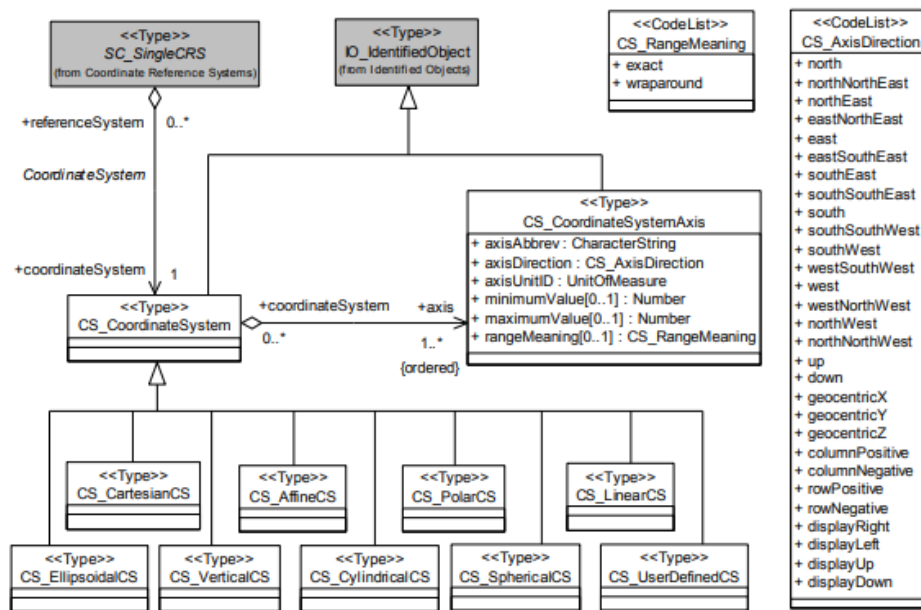 <<Type>>
SC_SingleCRS
(from Coordinate Reference Systems)
<<Type>>
IO_IdentifiedObject
(from Identified Objects)
<<CodeList>>
CS_RangeMeaning
+ exact
+ wraparound
<<CodeList>>
CS_AxisDirection
+ north
+ northNorthEast
+ northEast
+ eastNorthEast
+ east
+ eastSouthEast
+ southEast
+ southSouthEast
+ south
+ southSouthWest
+ southWest
+ westSouthWest
+ west
+ westNorthWest
+ northWest
+ northNorthWest
+ up
+ down
+ geocentricX
+ geocentricY
+ geocentricZ
+ columnPositive
+ columnNegative
+ rowPositive
+ rowNegative
+ displayRight
+ displayLeft
+ displayUp
+ displayDown
+referenceSystem
0..*
CoordinateSystem
+coordinateSystem
1
<<Type>>
CS_CoordinateSystemAxis
+ axisAbbrev : CharacterString
+ axisDirection : CS_AxisDirection
+ axisUnitID : UnitOfMeasure
+ minimumValue[0..1] : Number
+ maximumValue[0..1] : Number
+ rangeMeaning[0..1] : CS_RangeMeaning
<<Type>>
CS_CoordinateSystem
+coordinateSystem
0..*
+axis
1..*
{ordered}
<<Type>>
CS_CartesianCS
<<Type>>
CS_AffineCS
<<Type>>
CS_PolarCS
<<Type>>
CS_LinearCS
<<Type>>
CS_EllipsoidalCS
<<Type>>
CS_VerticalCS
<<Type>>
CS_CylindricalCS
<<Type>>
CS_SphericalCS
<<Type>>
CS_UserDefinedCS